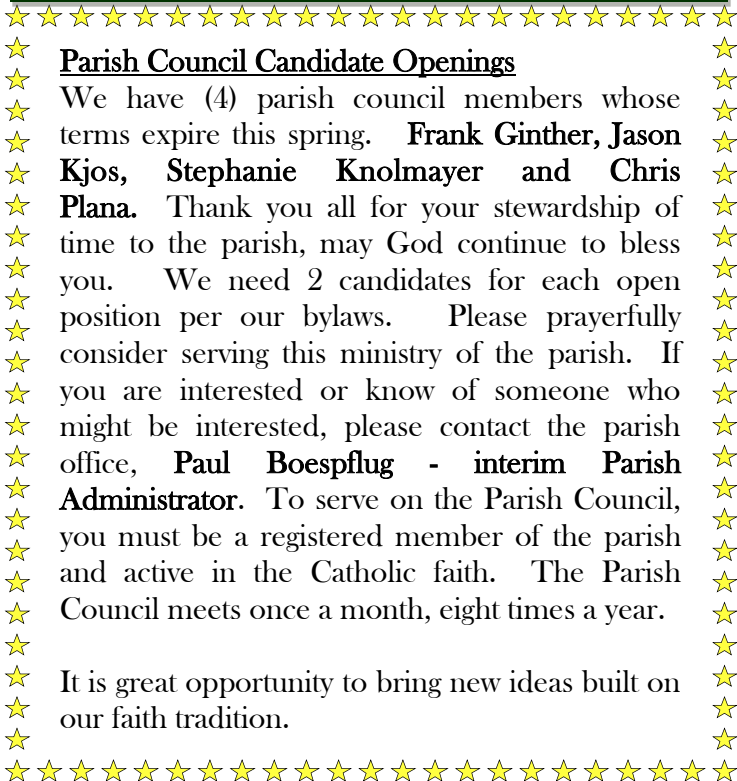 Parish Council Candidate Openings
We have (4) parish council members whose
terms expire this spring. Frank Ginther, Jason
Kjos, Stephanie Knolmayer and Chris
Plana. Thank you all for your stewardship of
time to the parish, may God continue to bless
you. We need 2 candidates for each open
position per our bylaws. Please prayerfully
consider serving this ministry of the parish. If
you are interested or know of someone who
might be interested, please contact the parish
office, Paul Boespflug - interim Parish
Administrator. To serve on the Parish Council,
you must be a registered member of the parish
and active in the Catholic faith. The Parish
Council meets once a month, eight times a year.
It is great opportunity to bring new ideas built on
our faith tradition.